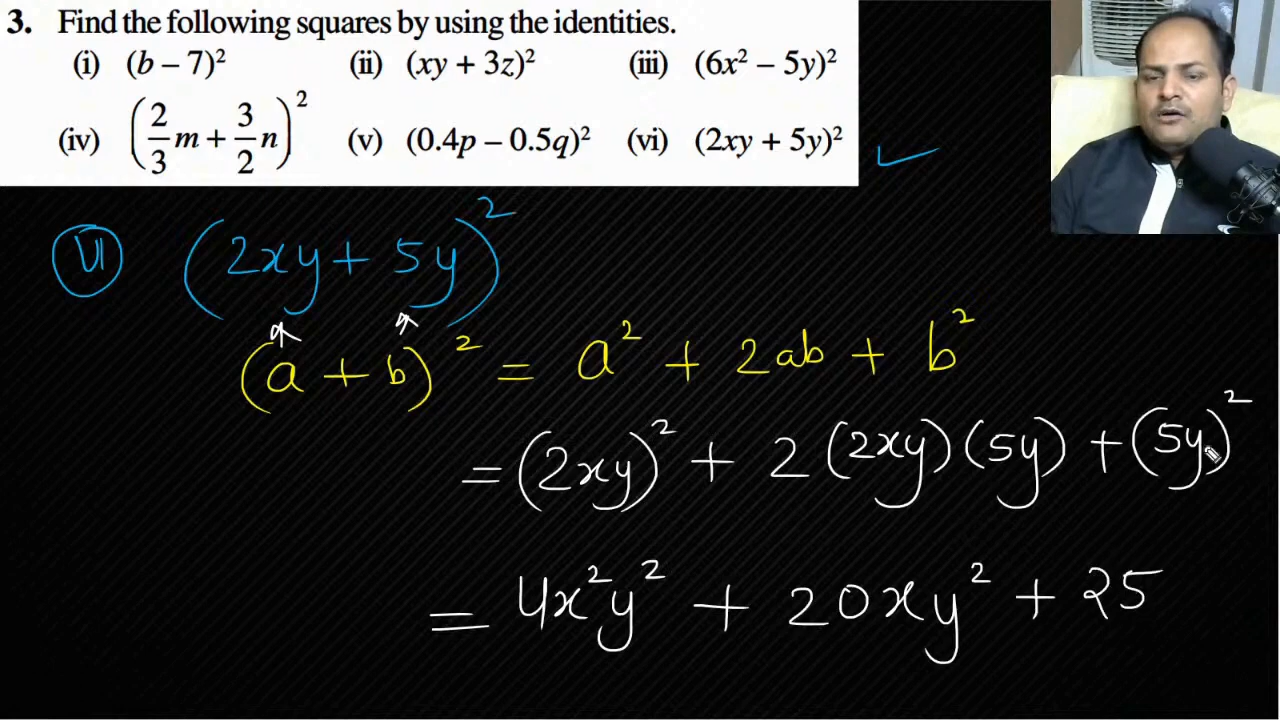 3. Find the following squares by using the identities.
(i) (b – 7)² (ii) (xy + 3z)² (iii) (6x² – 5y)²
(iv) (2/3 m + 3/2 n)² (v) (0.4p – 0.5q)² (vi) (2xy + 5y)²
VI (2xy + 5y)²
(a + b)² = a² + 2ab + b²
= (2xy)² + 2 (2xy) (5y) + (5y)²
= 4x²y² + 20xy² + 25